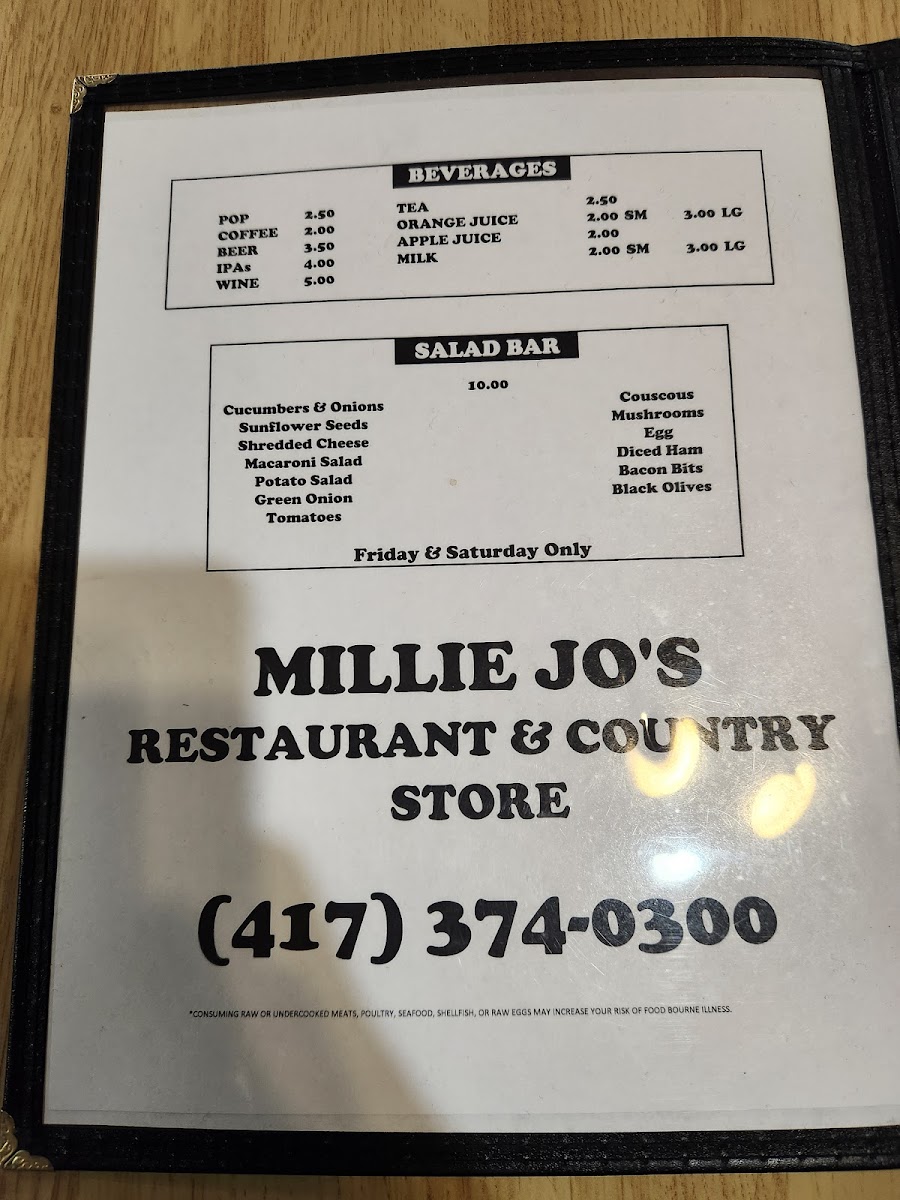 BEVERAGES
POP 2.50
COFFEE 2.00
BEER 3.50
IPAs 4.00
WINE 5.00
TEA 2.50
ORANGE JUICE 2.00 SM 3.00 LG
APPLE JUICE 2.00
MILK 2.00 SM 3.00 LG
SALAD BAR
10.00
Cucumbers & Onions
Sunflower Seeds
Shredded Cheese
Macaroni Salad
Potato Salad
Green Onion
Tomatoes
Couscous
Mushrooms
Egg
Diced Ham
Bacon Bits
Black Olives
Friday & Saturday Only
MILLIE JO'S
RESTAURANT & COUNTRY
STORE
(417) 374-0300
*CONSUMING RAW OR UNDERCOOKED MEATS, POULTRY, SEAFOOD, SHELLFISH, OR RAW EGGS MAY INCREASE YOUR RISK OF FOOD BOURNE ILLNESS.